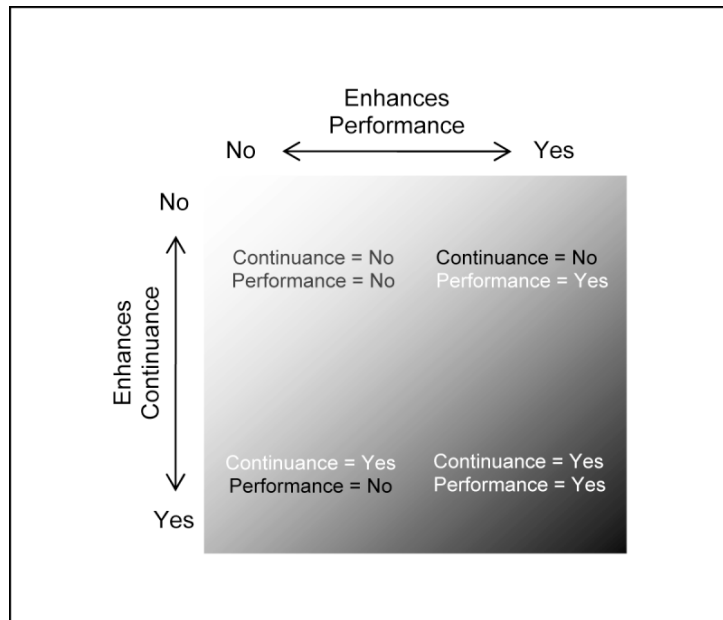 Enhances
Performance
No
Yes
No
Continuance = No
Performance = No
Continuance = No
Performance = Yes
Enhances
Continuance
Continuance = Yes
Performance = No
Continuance = Yes
Performance = Yes
Yes